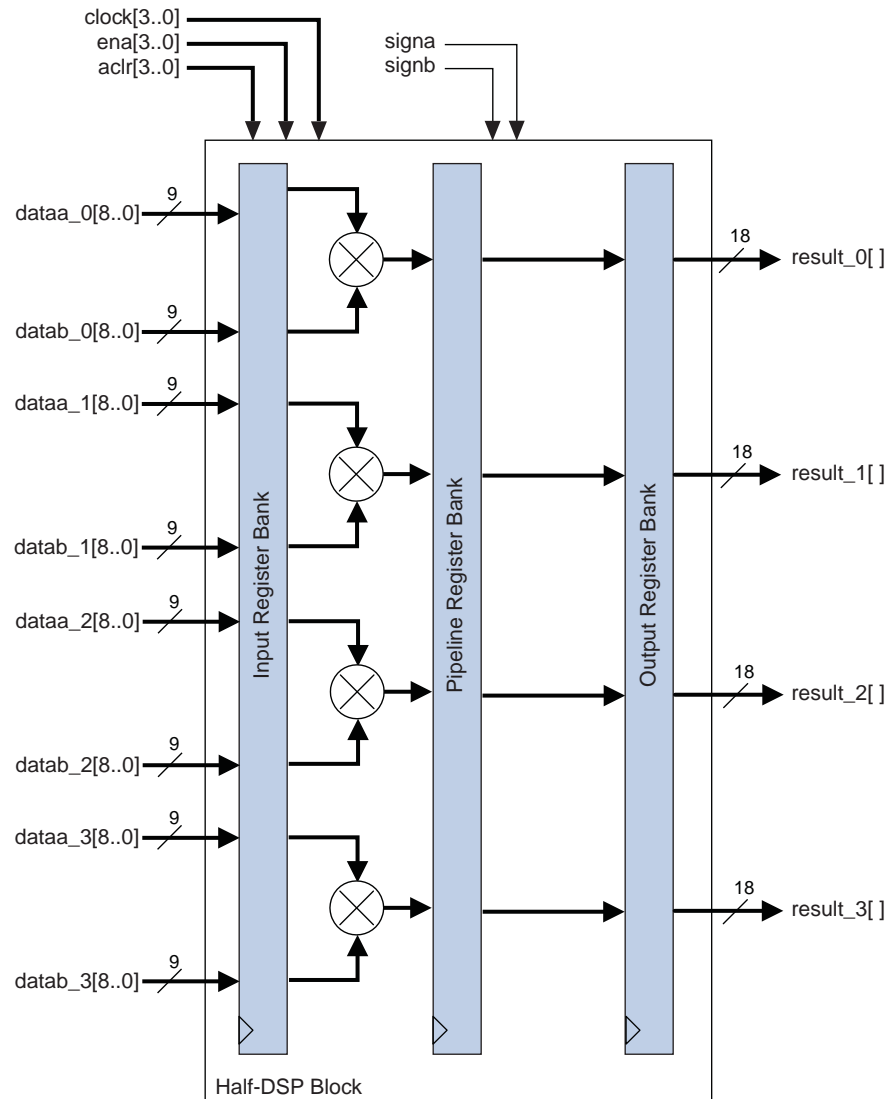 clock[3..0]
ena[3..0]
aclr[3..0]
signa
signb
9
dataa_0[8..0]
18
result_0[ ]
9
datab_0[8..0]
9
dataa_1[8..0]
18
result_1[ ]
9
datab_1[8..0]
9
dataa_2[8..0]
18
result_2[ ]
9
datab_2[8..0]
9
dataa_3[8..0]
18
result_3[ ]
9
datab_3[8..0]
Input Register Bank
Pipeline Register Bank
Output Register Bank
Half-DSP Block